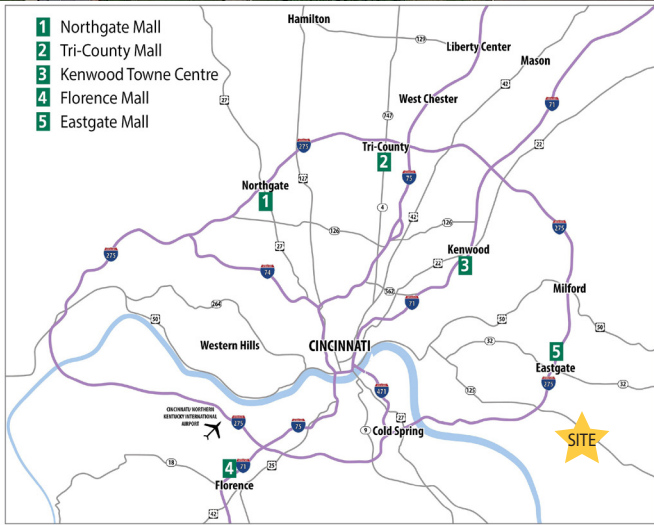 1 Northgate Mall
2 Tri-County Mall
3 Kenwood Towne Centre
4 Florence Mall
5 Eastgate Mall
Hamilton
127
Liberty Center
Mason
42
27
West Chester
71
747
22
275
Tri-County
2
127
75
Northgate
1
4
42
126
126
275
27
Kenwood
3
22
275
74
562
71
Milford
264
50
50
50
Western Hills
CINCINNATI
32
5
Eastgate
275
32
471
125
CINCINNATI/NORTHERN
KENTUCKY INTERNATIONAL
AIRPORT
275
75
27
9
Cold Spring
SITE
18
4
71
25
Florence
42